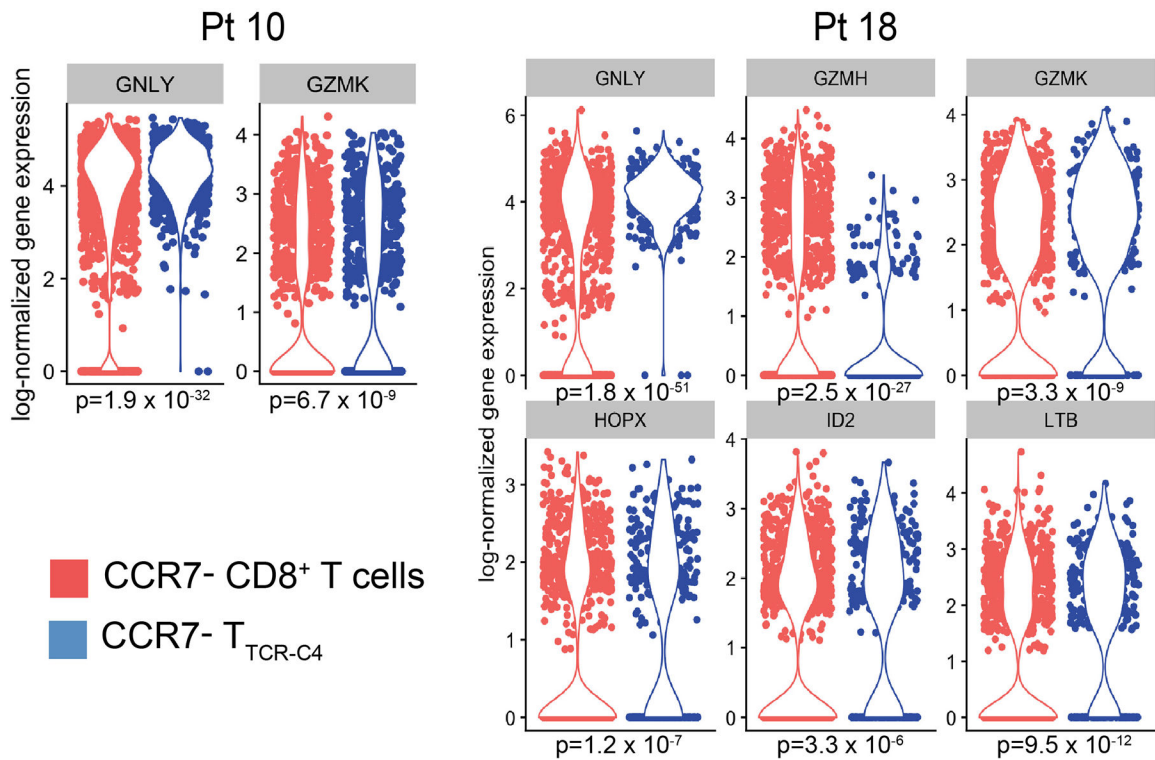 Pt 10
Pt 18
GNLY
GZMK
log-normalized gene expression
4
2
0
4
3
2
1
0
p=1.9 x 10⁻³²
p=6.7 x 10⁻⁹
GNLY
GZMH
GZMK
log-normalized gene expression
6
4
2
0
4
3
2
1
0
4
3
2
1
0
p=1.8 x 10⁻⁵¹
p=2.5 x 10⁻²⁷
p=3.3 x 10⁻⁹
HOPX
ID2
LTB
3
2
1
0
4
3
2
1
0
4
3
2
1
0
p=1.2 x 10⁻⁷
p=3.3 x 10⁻⁶
p=9.5 x 10⁻¹²
CCR7- CD8⁺ T cells
CCR7- T TCR-C4